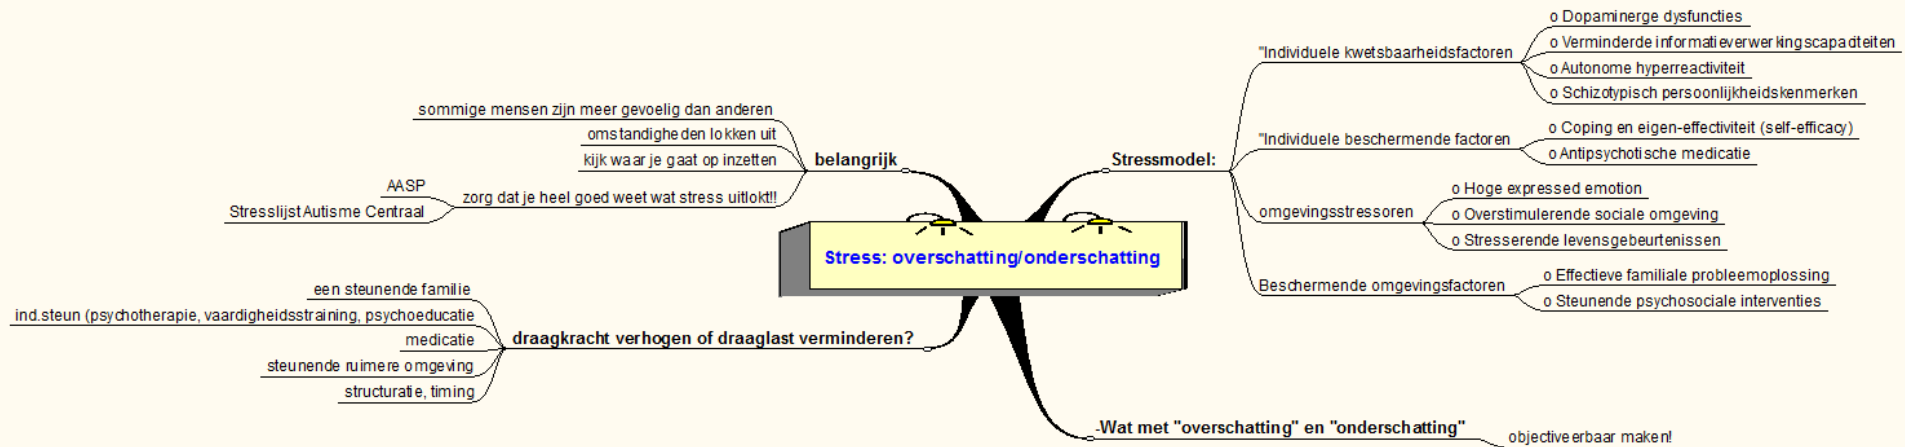 Stress: overschatting/onderschatting
Stressmodel:
"Individuele kwetsbaarheidsfactoren
o Dopaminerge dysfuncties
o Verminderde informatieverwerkingscapaciteiten
o Autonome hyperreactiviteit
o Schizotypisch persoonlijkheidskenmerken
"Individuele beschermende factoren
o Coping en eigen-effectiviteit (self-efficacy)
o Antipsychotische medicatie
omgevingsstressoren
o Hoge expressed emotion
o Overstimulerende sociale omgeving
o Stresserende levensgebeurtenissen
Beschermende omgevingsfactoren
o Effectieve familiale probleemoplossing
o Steunende psychosociale interventies
-Wat met "overschatting" en "onderschatting"
objectiveerbaar maken!
draagkracht verhogen of draaglast verminderen?
een steunende familie
ind.steun (psychotherapie, vaardigheidsstraining, psychoeducatie
medicatie
steunende ruimere omgeving
structuratie, timing
belangrijk
sommige mensen zijn meer gevoelig dan anderen
omstandigheden lokken uit
kijk waar je gaat op inzetten
zorg dat je heel goed weet wat stress uitlokt!!
AASP
Stresslijst Autisme Centraal